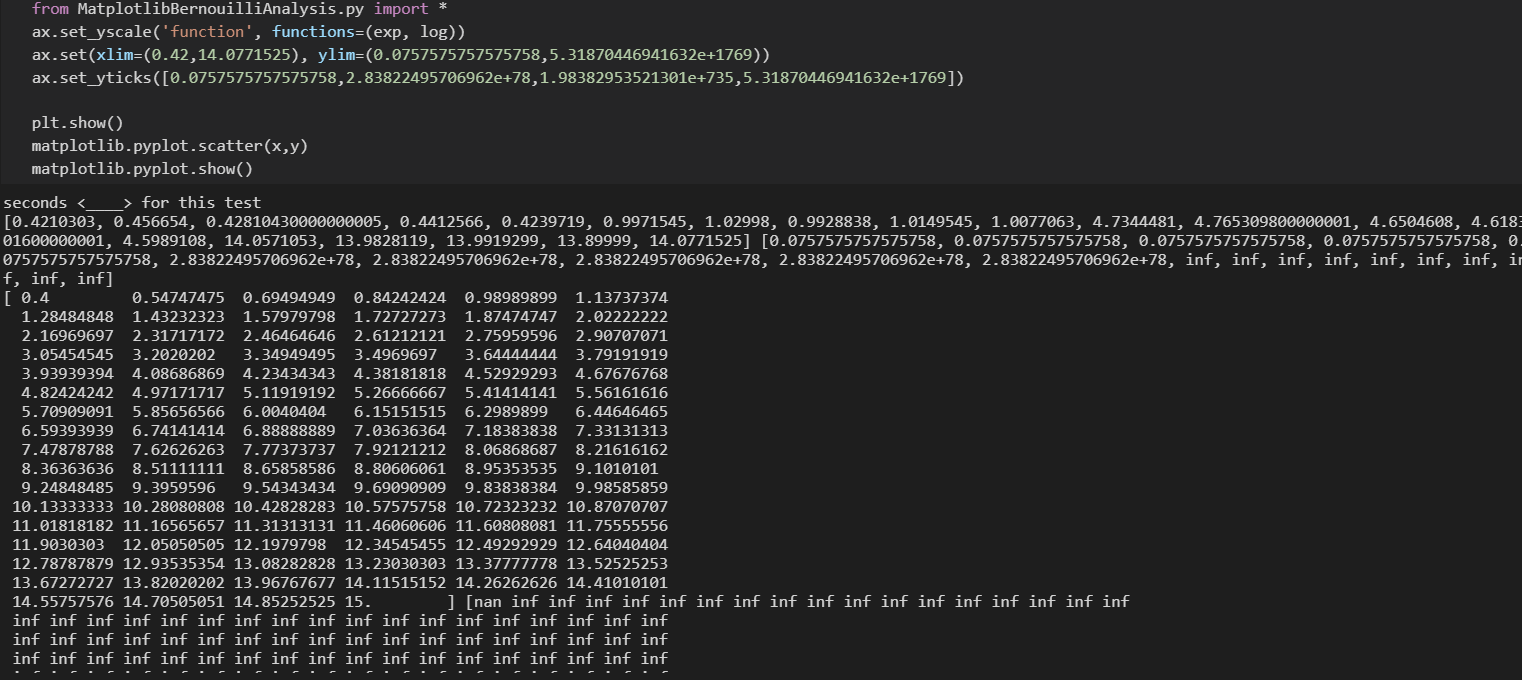 from MatplotlibBernouilliAnalysis.py import *
ax.set_yscale('function', functions=(exp, log))
ax.set(xlim=(0.42,14.0771525), ylim=(0.0757575757575758,5.31870446941632e+1769))
ax.set_yticks([0.0757575757575758,2.83822495706962e+78,1.98382953521301e+735,5.31870446941632e+1769])
plt.show()
matplotlib.pyplot.scatter(x,y)
matplotlib.pyplot.show()
seconds <____> for this test
[0.4210303, 0.456654, 0.42810430000000005, 0.4412566, 0.4239719, 0.9971545, 1.02998, 0.9928838, 1.0149545, 1.0077063, 4.7344481, 4.765309800000001, 4.6504608, 4.6183
01600000001, 4.5989108, 14.0571053, 13.9828119, 13.9919299, 13.89999, 14.0771525] [0.0757575757575758, 0.0757575757575758, 0.0757575757575758, 0.0757575757575758, 0.
0757575757575758, 2.83822495706962e+78, 2.83822495706962e+78, 2.83822495706962e+78, 2.83822495706962e+78, 2.83822495706962e+78, inf, inf, inf, inf, inf, inf, inf, in
f, inf, inf]
[ 0.4 0.54747475 0.69494949 0.84242424 0.98989899 1.13737374
1.28484848 1.43232323 1.57979798 1.72727273 1.87474747 2.02222222
2.16969697 2.31717172 2.46464646 2.61212121 2.75959596 2.90707071
3.05454545 3.2020202 3.34949495 3.4969697 3.64444444 3.79191919
3.93939394 4.08686869 4.23434343 4.38181818 4.52929293 4.67676768
4.82424242 4.97171717 5.11919192 5.26666667 5.41414141 5.56161616
5.70909091 5.85656566 6.0040404 6.15151515 6.2989899 6.44646465
6.59393939 6.74141414 6.88888889 7.03636364 7.18383838 7.33131313
7.47878788 7.62626263 7.77373737 7.92121212 8.06868687 8.21616162
8.36363636 8.51111111 8.65858586 8.80606061 8.95353535 9.1010101
9.24848485 9.3959596 9.54343434 9.69090909 9.83838384 9.98585859
10.13333333 10.28080808 10.42828283 10.57575758 10.72323232 10.87070707
11.01818182 11.16565657 11.31313131 11.46060606 11.60808081 11.75555556
11.9030303 12.05050505 12.1979798 12.34545455 12.49292929 12.64040404
12.78787879 12.93535354 13.08282828 13.23030303 13.37777778 13.52525253
13.67272727 13.82020202 13.96767677 14.11515152 14.26262626 14.41010101
14.55757576 14.70505051 14.85252525 15. ] [nan inf inf inf inf inf inf inf inf inf inf inf inf inf inf inf inf inf
inf inf inf inf inf inf inf inf inf inf inf inf inf inf inf inf inf inf
inf inf inf inf inf inf inf inf inf inf inf inf inf inf inf inf inf inf
inf inf inf inf inf inf inf inf inf inf inf inf inf inf inf inf inf inf